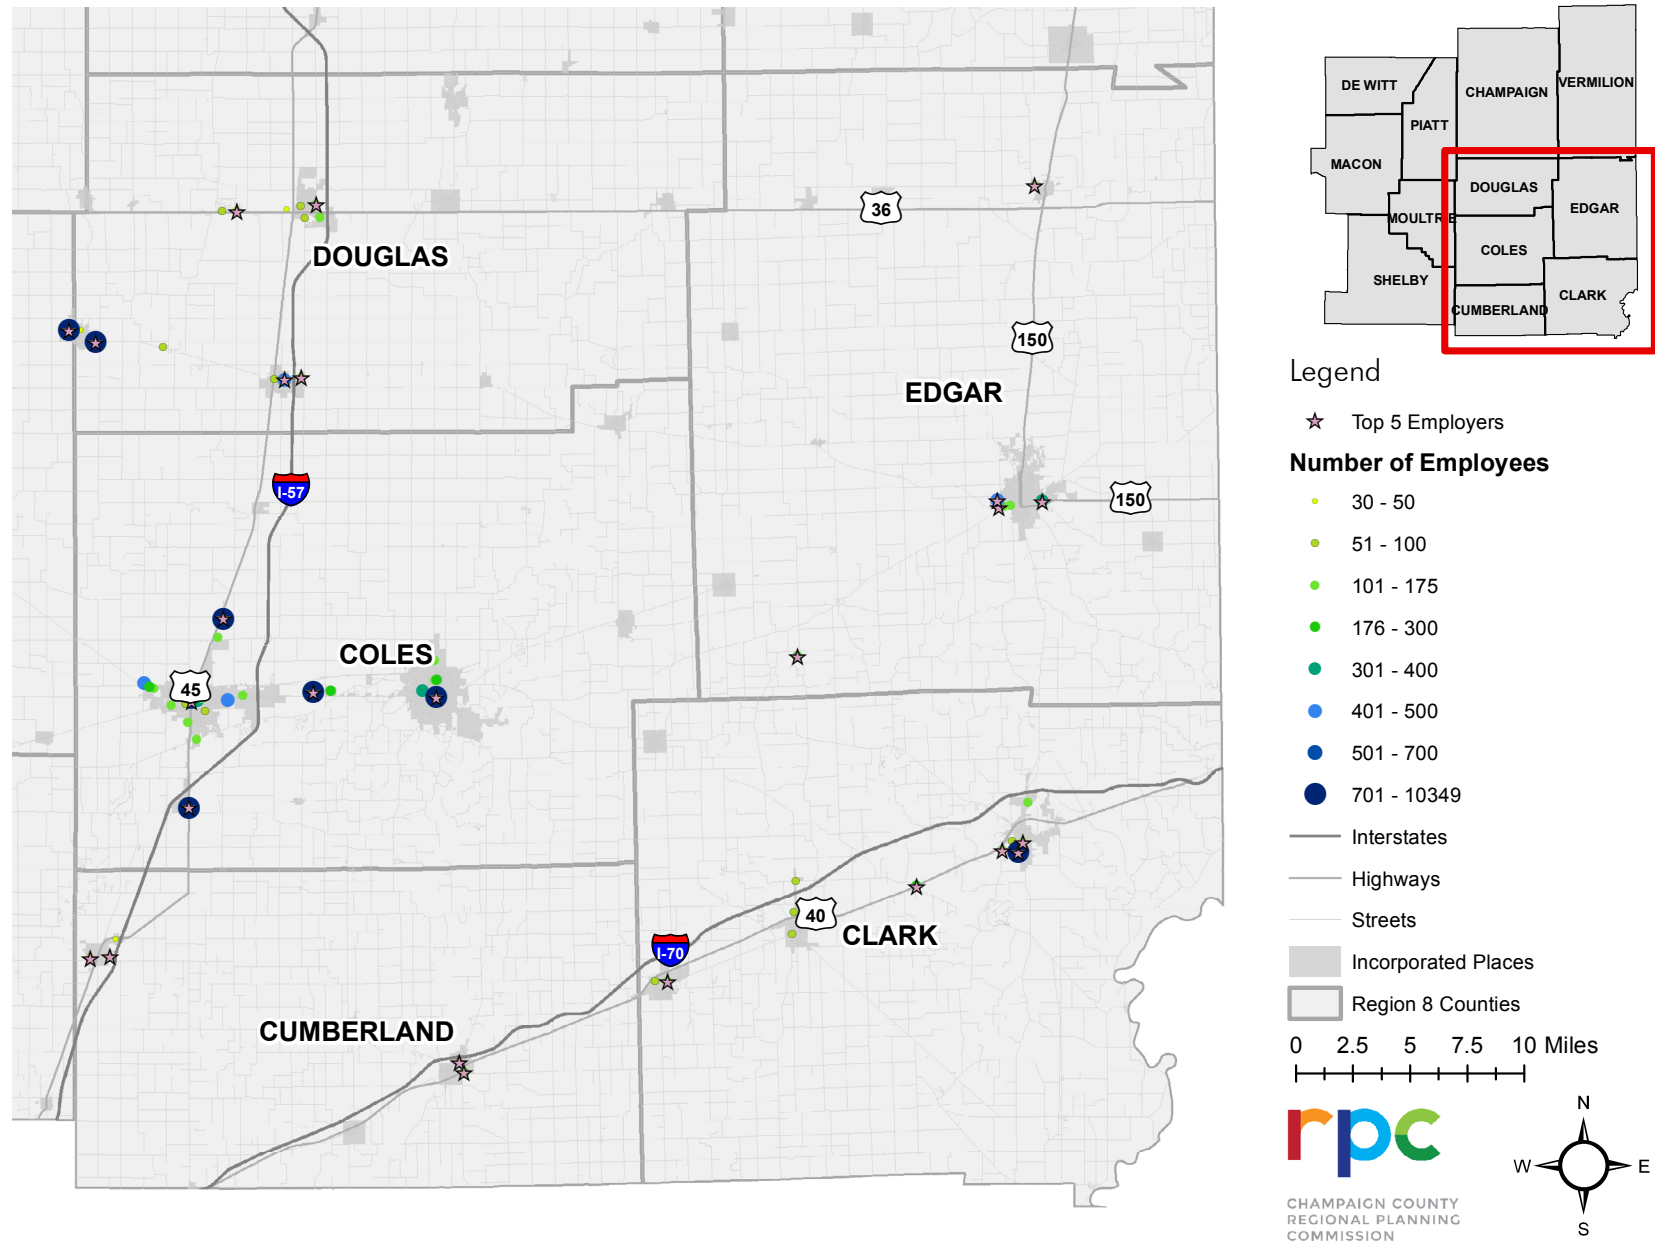 DOUGLAS
36
150
EDGAR
I-57
150
COLES
45
40
CLARK
I-70
CUMBERLAND
DE WITT
CHAMPAIGN
VERMILION
PIATT
MACON
DOUGLAS
EDGAR
MOULTRIE
COLES
SHELBY
CLARK
CUMBERLAND
Legend
Top 5 Employers
Number of Employees
30 - 50
51 - 100
101 - 175
176 - 300
301 - 400
401 - 500
501 - 700
701 - 10349
Interstates
Highways
Streets
Incorporated Places
Region 8 Counties
0 2.5 5 7.5 10 Miles
rpc
CHAMPAIGN COUNTY
REGIONAL PLANNING
COMMISSION
N
W E
S